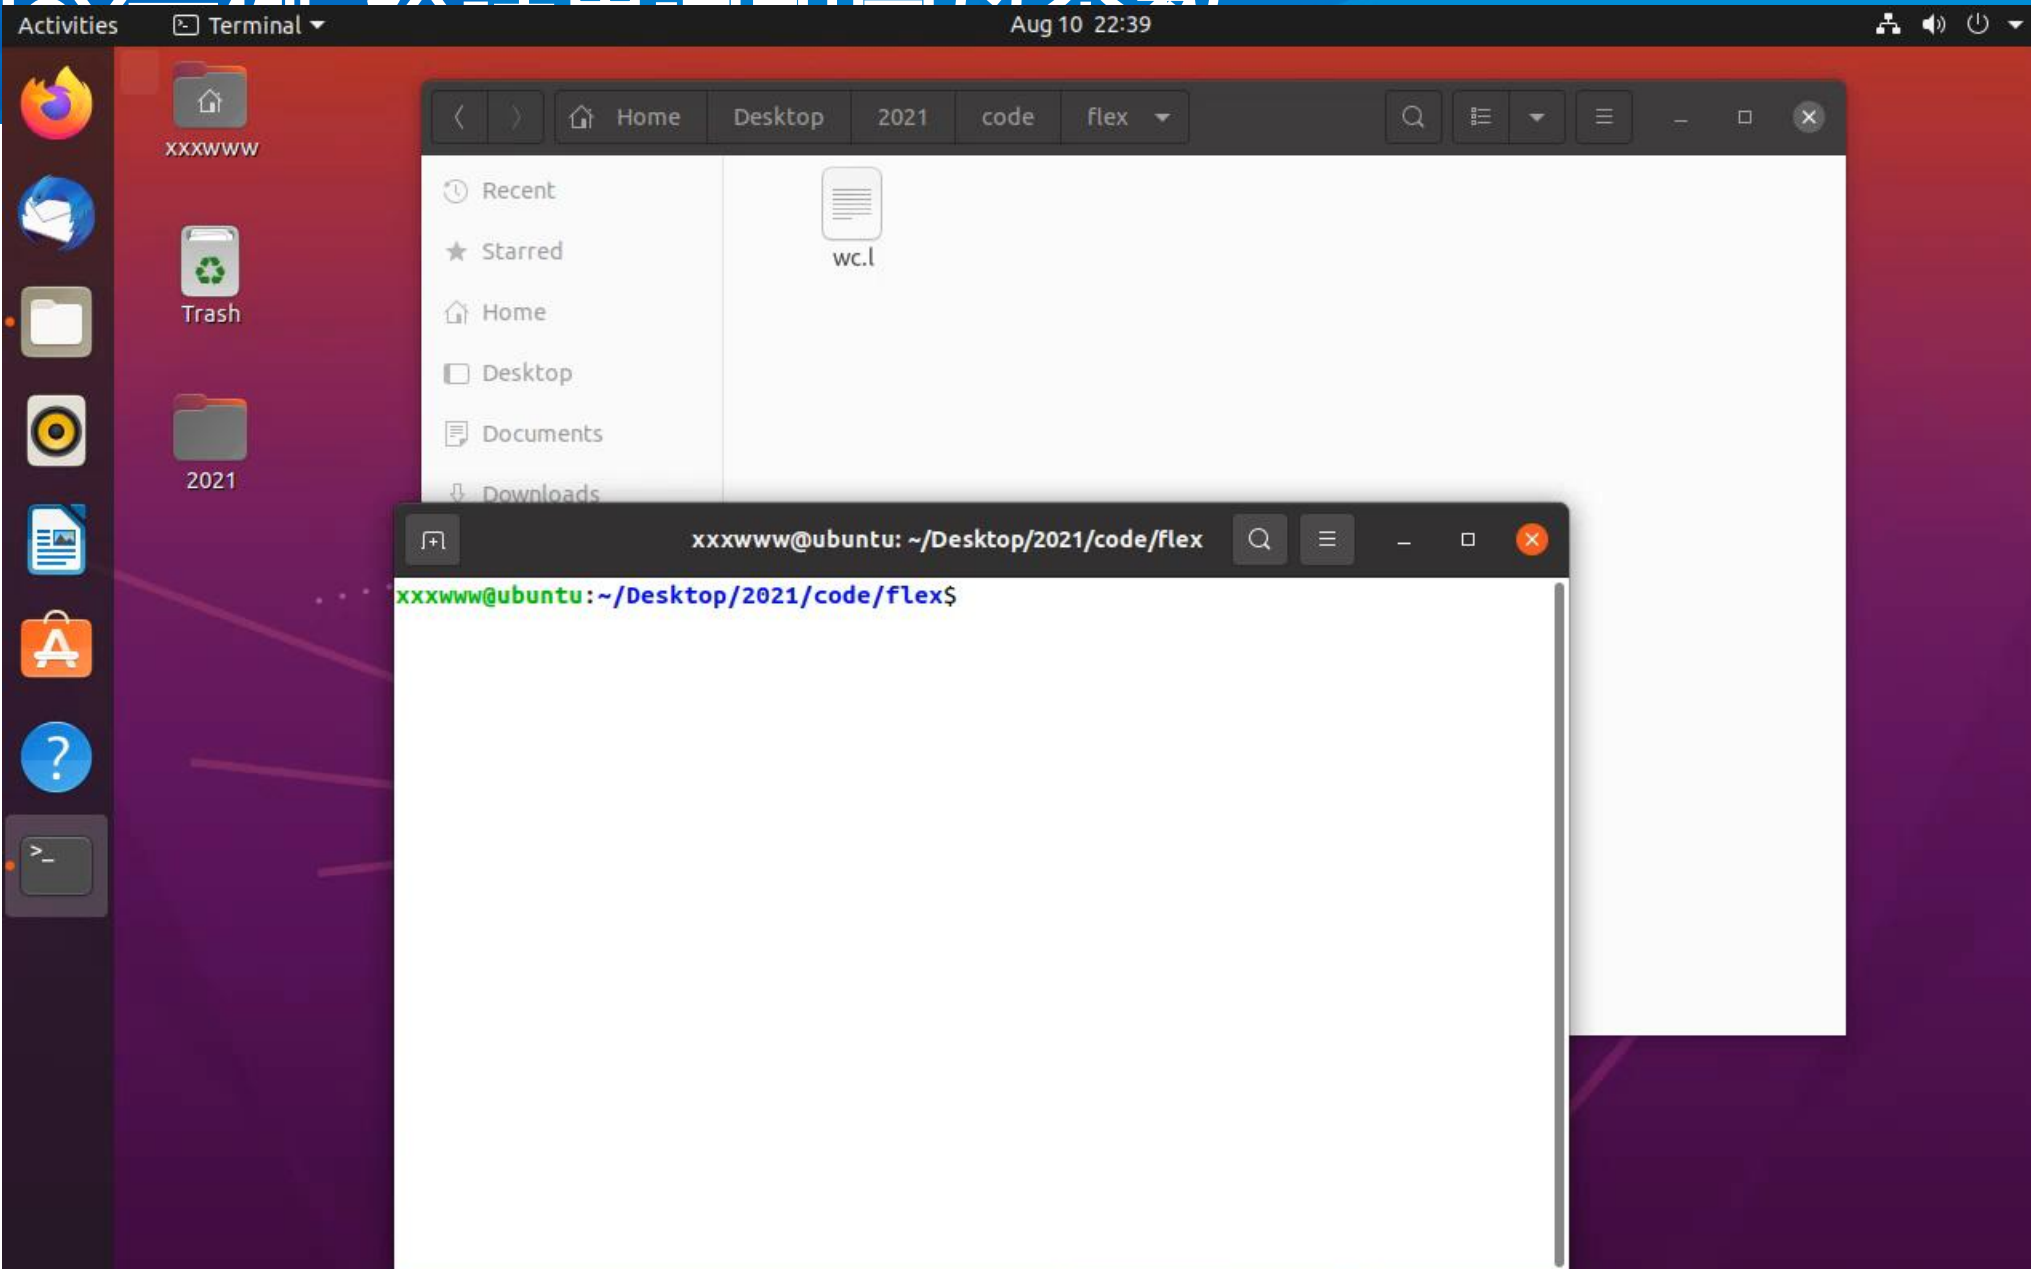 Activities Terminal Aug 10 22:39
xxxwww
Trash
2021
Home Desktop 2021 code flex
Recent
Starred
Home
Desktop
Documents
Downloads
wc.l
xxxwww@ubuntu: ~/Desktop/2021/code/flex
xxxwww@ubuntu:~/Desktop/2021/code/flex$